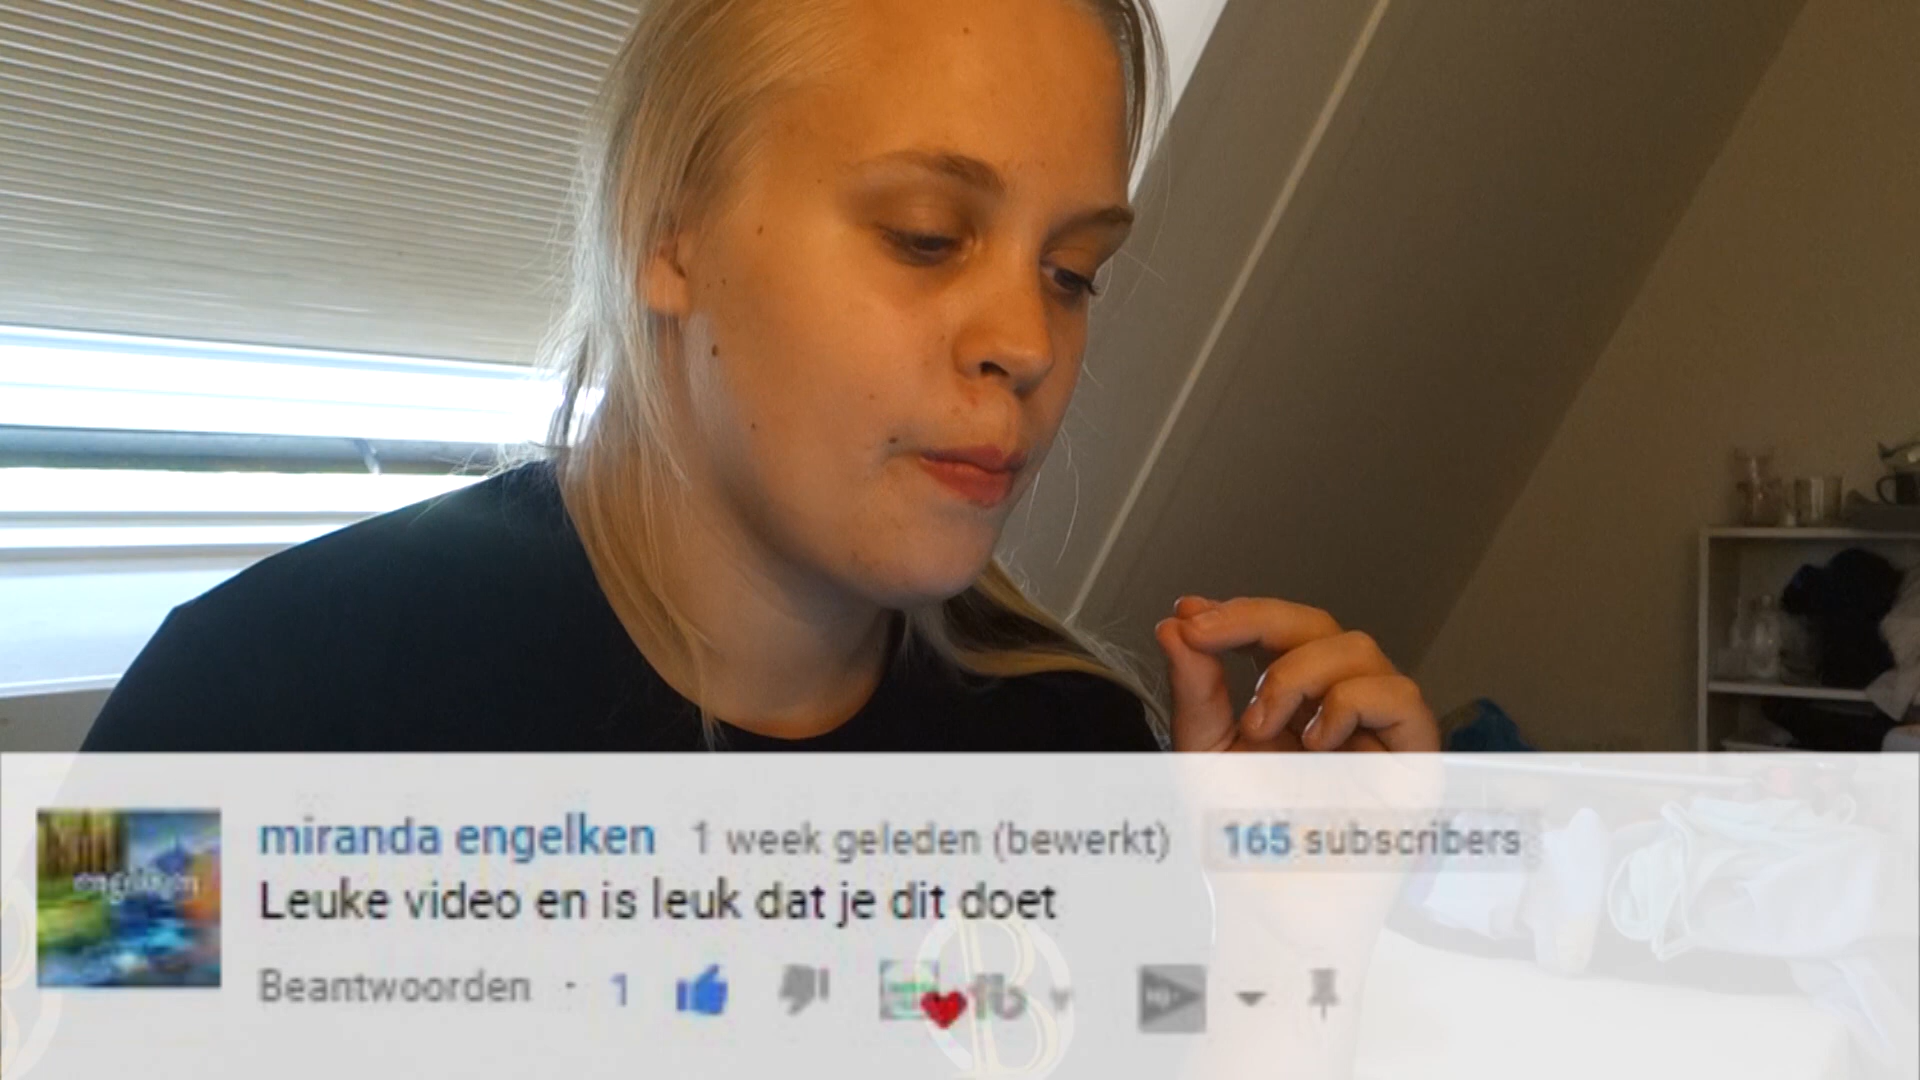 miranda engelken 1 week geleden (bewerkt) 165 subscribers
engelken
Leuke video en is leuk dat je dit doet
Beantwoorden · 1
B